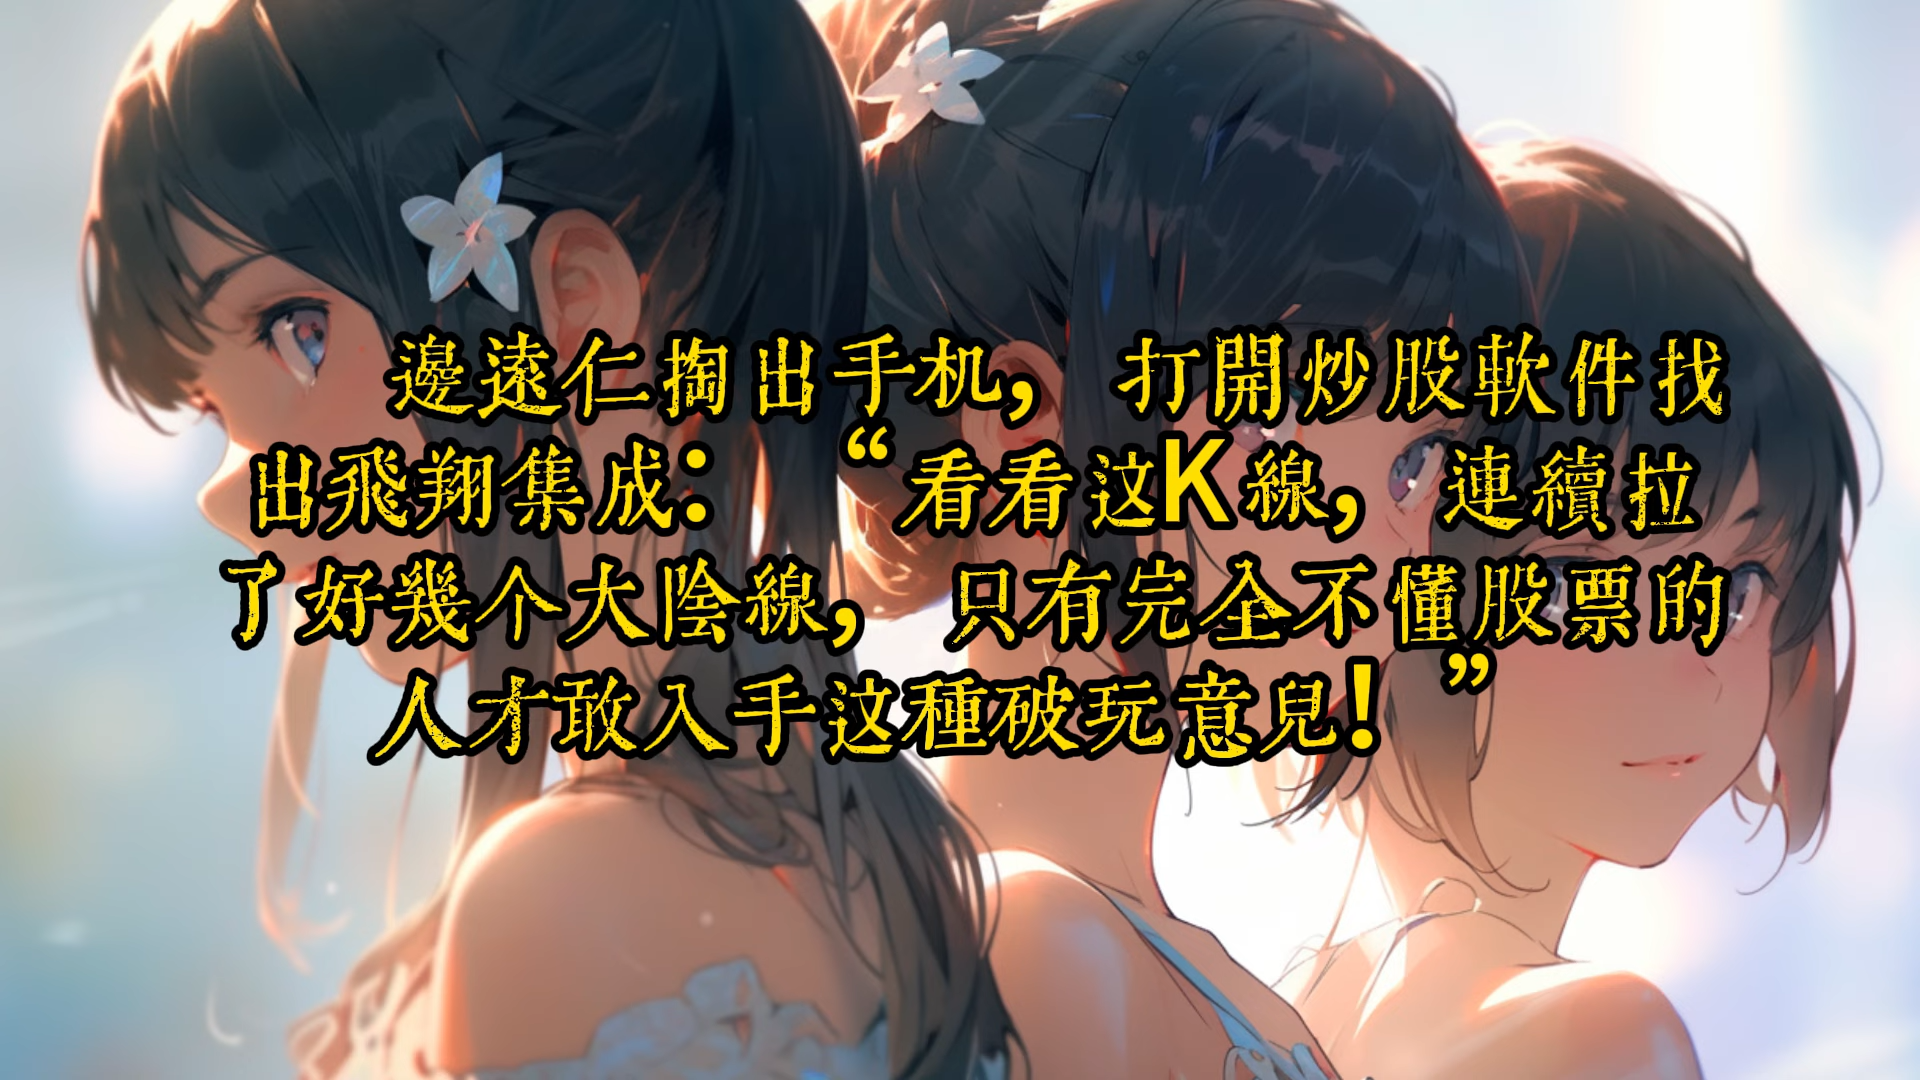 邊遠仁掏出手机，打開炒股軟件找
出飛翔集成：“看看这K線，連續拉
了好幾个大陰線，只有完全不懂股票的
人才敢入手这種破玩意兒！”